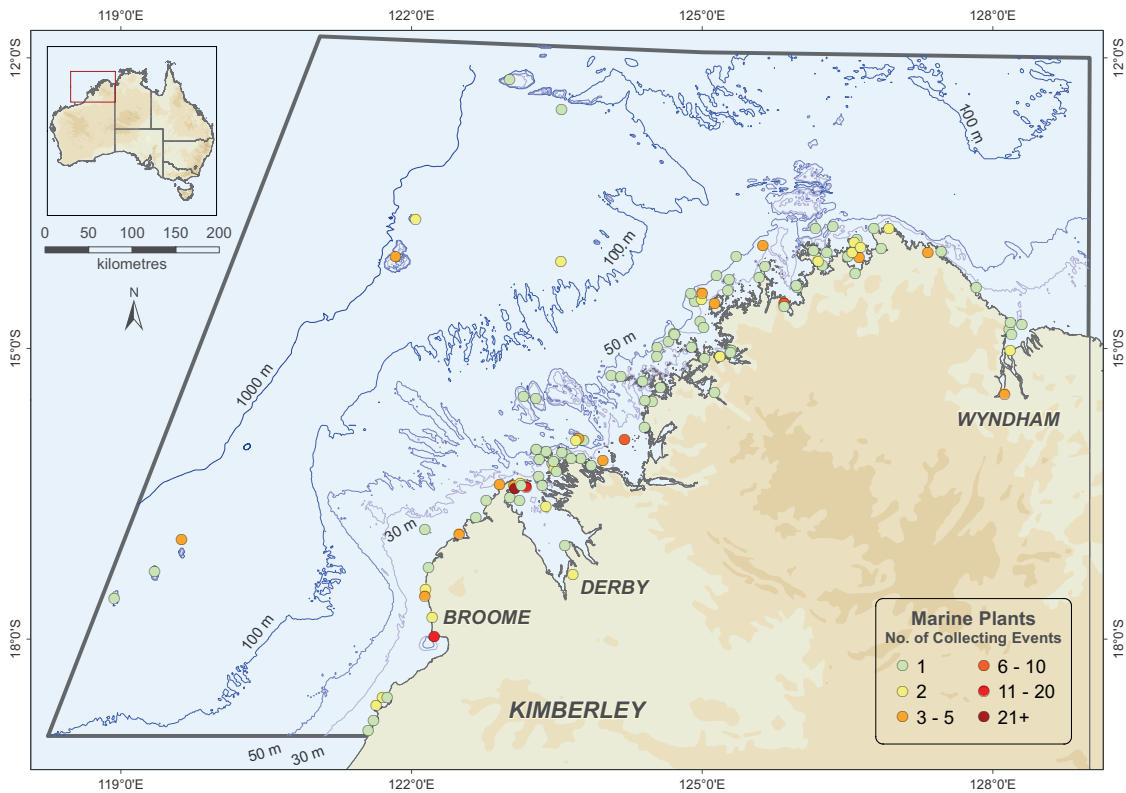 119°0'E 122°0'E 125°0'E 128°0'E
12°0'S
12°0'S
100 m
0 50 100 150 200
kilometres
N
100 m
1000 m
50 m
15°0'S
15°0'S
WYNDHAM
30 m
DERBY
BROOME
100 m
18°0'S
18°0'S
KIMBERLEY
50 m
30 m
Marine Plants
No. of Collecting Events
1 6 - 10
2 11 - 20
3 - 5 21+
119°0'E 122°0'E 125°0'E 128°0'E